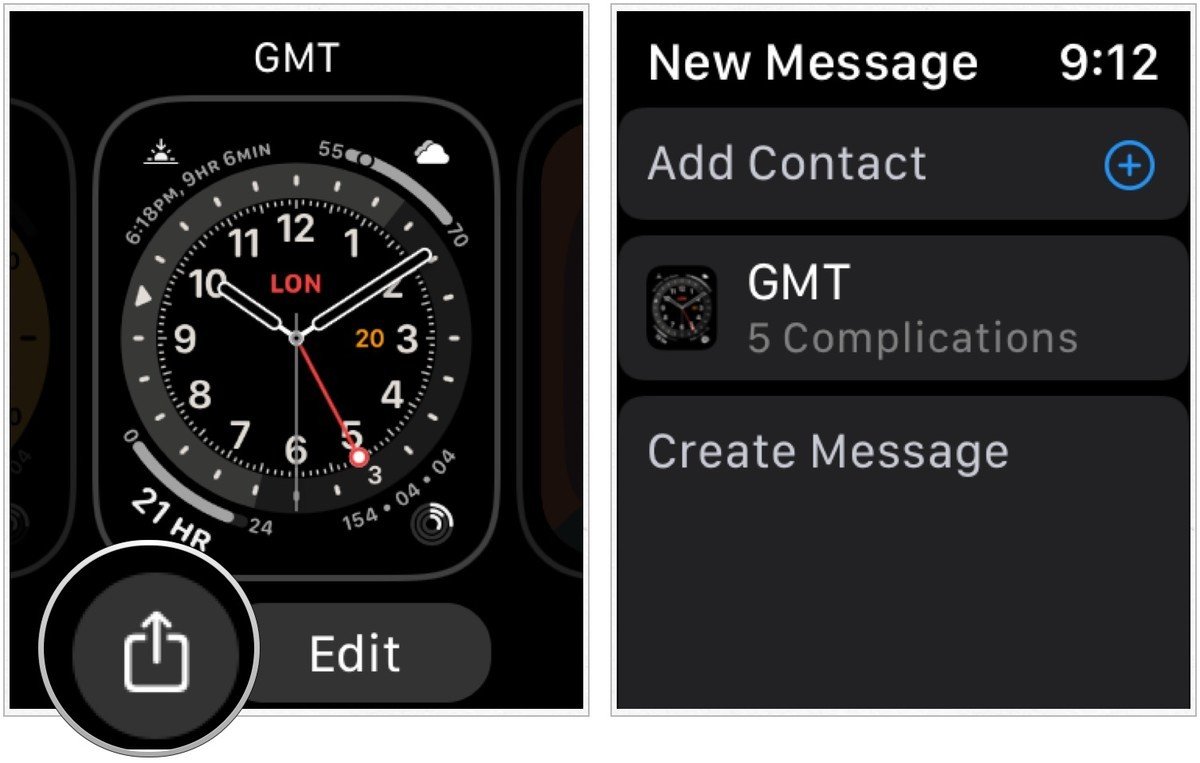 GMT
6:18PM, 9HR 6MIN
55
70
12
11
1
10
LON
2
9
20
3
8
4
7
5
6
0
21 HR
24
3
154 • 04 • 04
Edit
New Message
9:12
Add Contact
GMT
5 Complications
Create Message